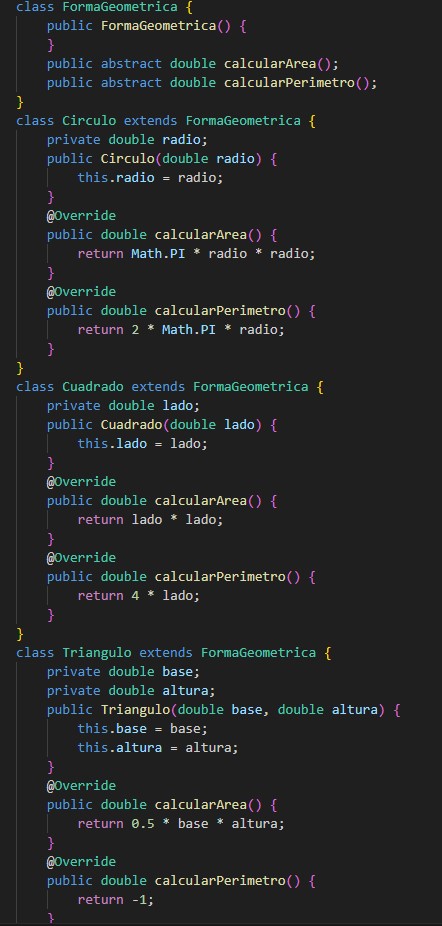 class FormaGeometrica {
    public FormaGeometrica() {
    }
    public abstract double calcularArea();
    public abstract double calcularPerimetro();
}
class Circulo extends FormaGeometrica {
    private double radio;
    public Circulo(double radio) {
        this.radio = radio;
    }
    @Override
    public double calcularArea() {
        return Math.PI * radio * radio;
    }
    @Override
    public double calcularPerimetro() {
        return 2 * Math.PI * radio;
    }
}
class Cuadrado extends FormaGeometrica {
    private double lado;
    public Cuadrado(double lado) {
        this.lado = lado;
    }
    @Override
    public double calcularArea() {
        return lado * lado;
    }
    @Override
    public double calcularPerimetro() {
        return 4 * lado;
    }
}
class Triangulo extends FormaGeometrica {
    private double base;
    private double altura;
    public Triangulo(double base, double altura) {
        this.base = base;
        this.altura = altura;
    }
    @Override
    public double calcularArea() {
        return 0.5 * base * altura;
    }
    @Override
    public double calcularPerimetro() {
        return -1;
    }